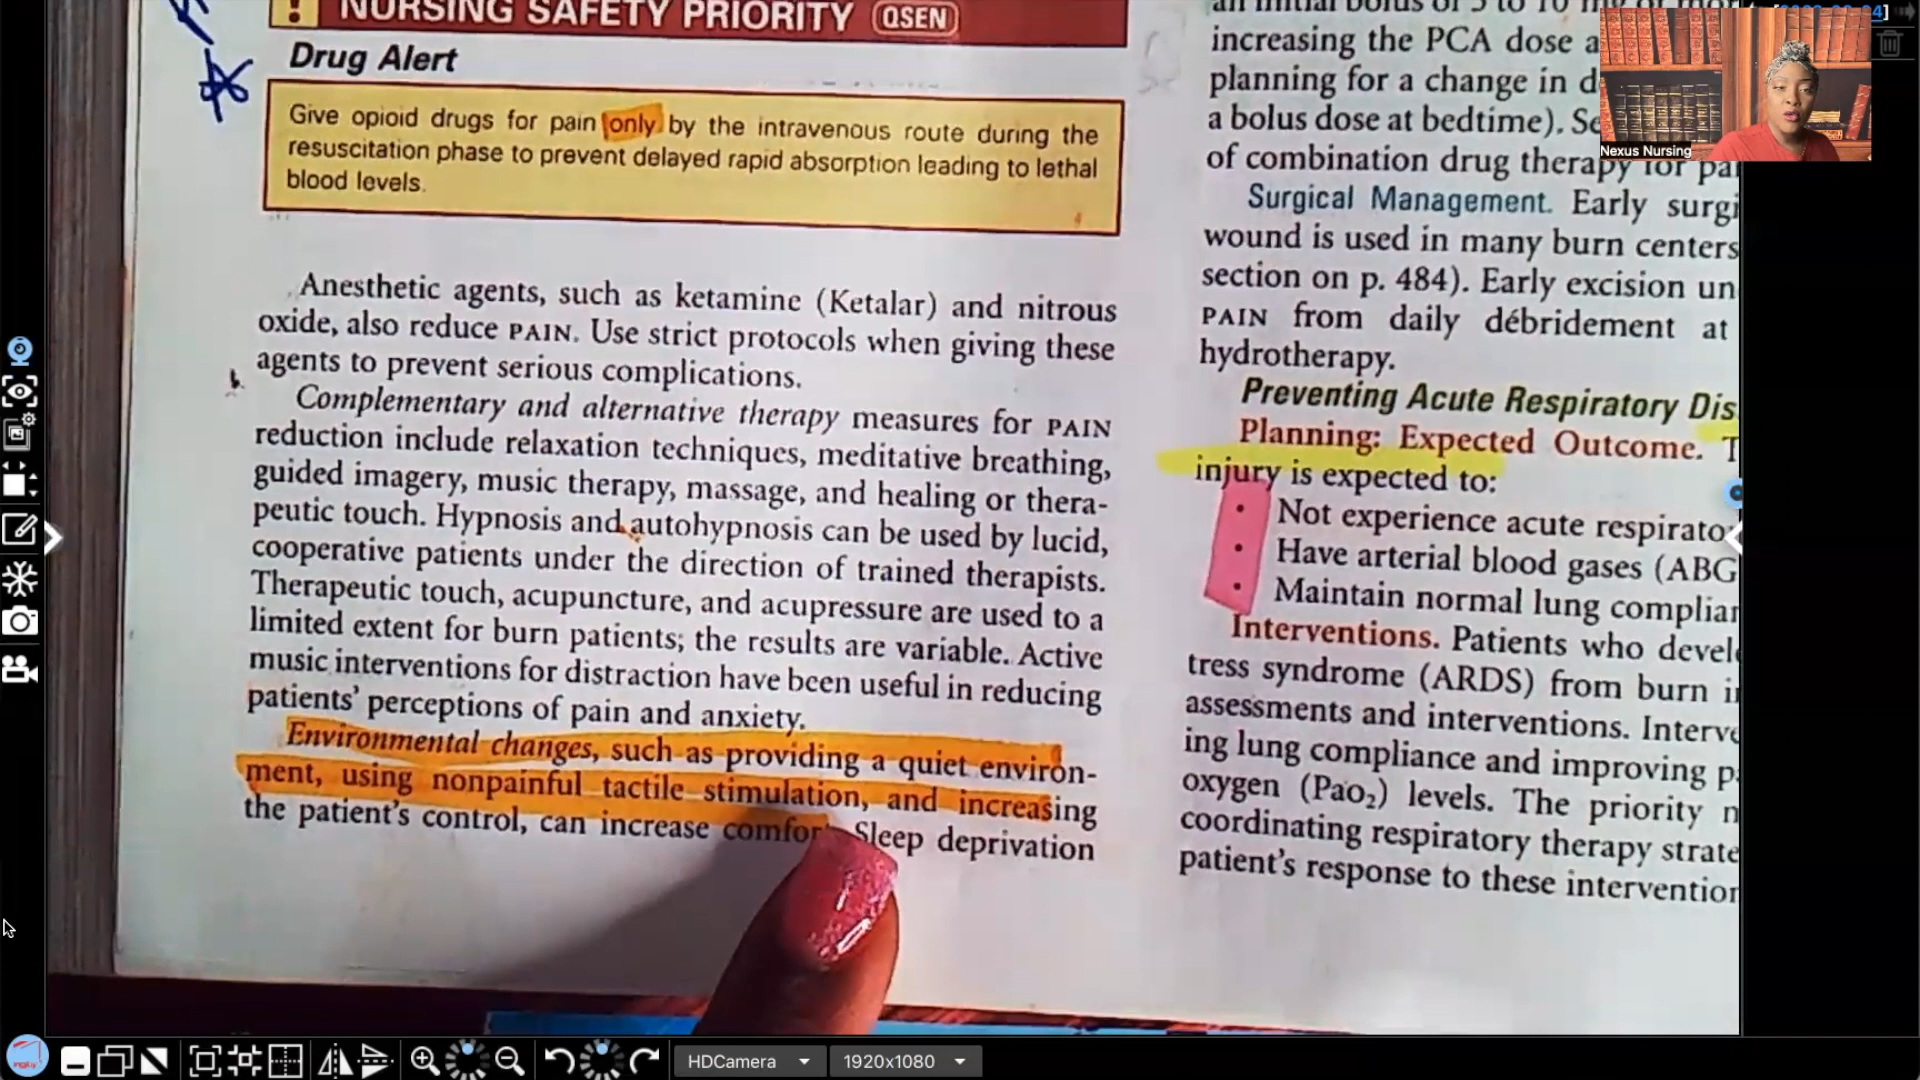 NURSING SAFETY PRIORITY QSEN
Drug Alert
Give opioid drugs for pain only by the intravenous route during the
resuscitation phase to prevent delayed rapid absorption leading to lethal
blood levels.
Anesthetic agents, such as ketamine (Ketalar) and nitrous
oxide, also reduce PAIN. Use strict protocols when giving these
agents to prevent serious complications.
Complementary and alternative therapy measures for PAIN
reduction include relaxation techniques, meditative breathing,
guided imagery, music therapy, massage, and healing or thera-
peutic touch. Hypnosis and autohypnosis can be used by lucid,
cooperative patients under the direction of trained therapists.
Therapeutic touch, acupuncture, and acupressure are used to a
limited extent for burn patients; the results are variable. Active
music interventions for distraction have been useful in reducing
patients' perceptions of pain and anxiety.
Environmental changes, such as providing a quiet environ-
ment, using nonpainful tactile stimulation, and increasing
the patient's control, can increase comfort. Sleep deprivation
an initial bolus of 5 to 10 mg
increasing the PCA dose
planning for a change in
a bolus dose at bedtime).
of combination drug therapy for
Surgical Management. Early
wound is used in many burn centers
section on p. 484). Early excision
PAIN from daily débridement at
hydrotherapy.
Preventing Acute Respiratory
Planning: Expected Outcome.
injury is expected to:
• Not experience acute
• Have arterial blood gases (ABG
• Maintain normal lung
Interventions. Patients who
tress syndrome (ARDS) from burn
assessments and interventions.
ing lung compliance and improving
oxygen (PaO₂) levels. The priority
coordinating respiratory therapy
patient's response to these
Nexus Nursing
HDCamera
1920x1080